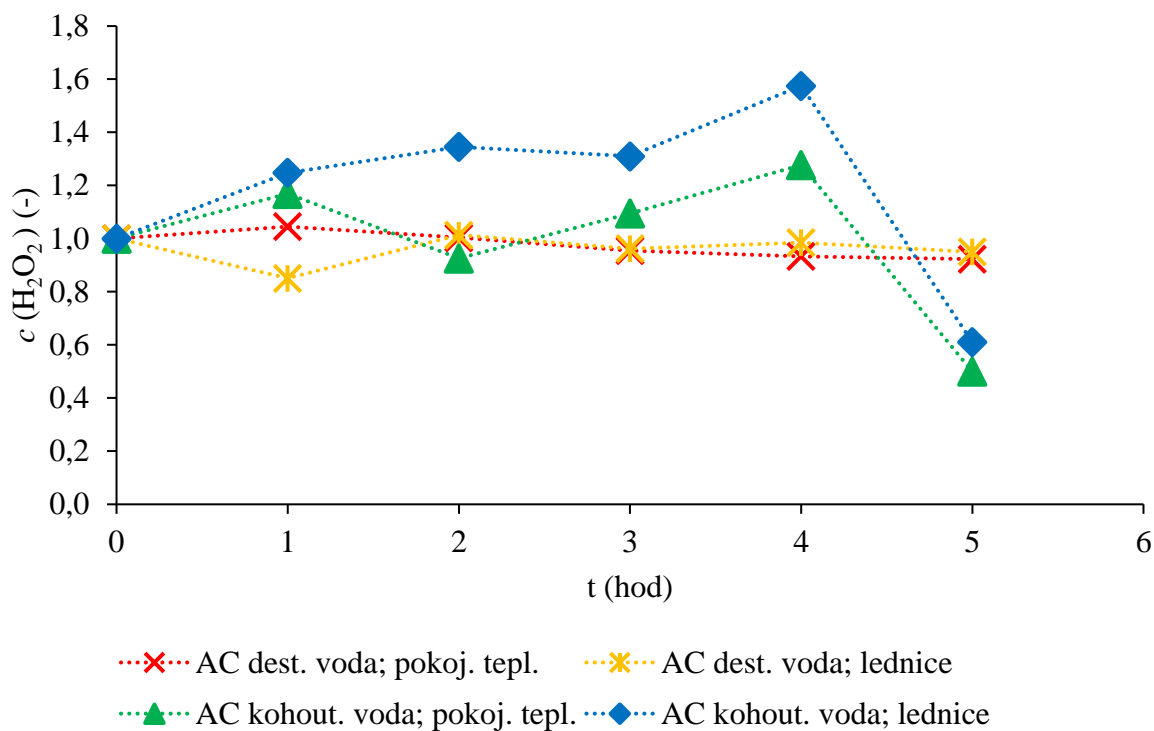 1,8
1,6
1,4
1,2
1,0
0,8
0,6
0,4
0,2
0,0
c (H₂O₂) (-)
0 1 2 3 4 5 6
t (hod)
AC dest. voda; pokoj. tepl. AC dest. voda; lednice
AC kohout. voda; pokoj. tepl. AC kohout. voda; lednice